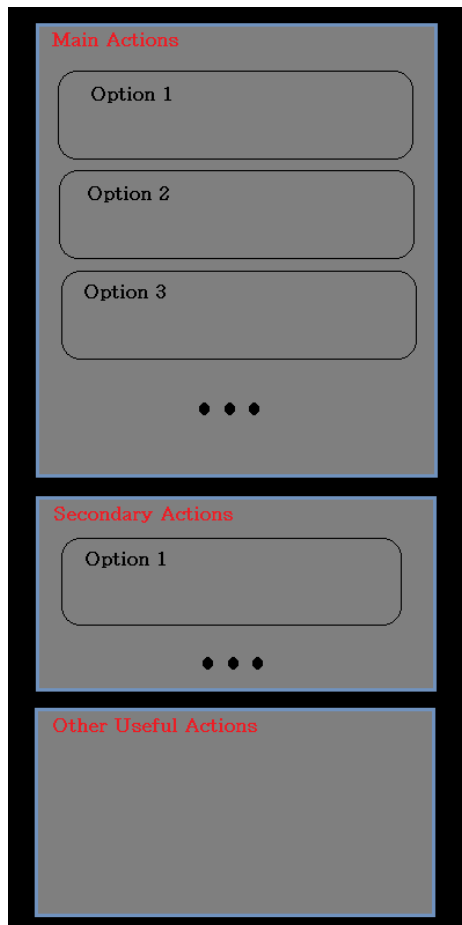 Main Actions
Option 1
Option 2
Option 3
Secondary Actions
Option 1
Other Useful Actions